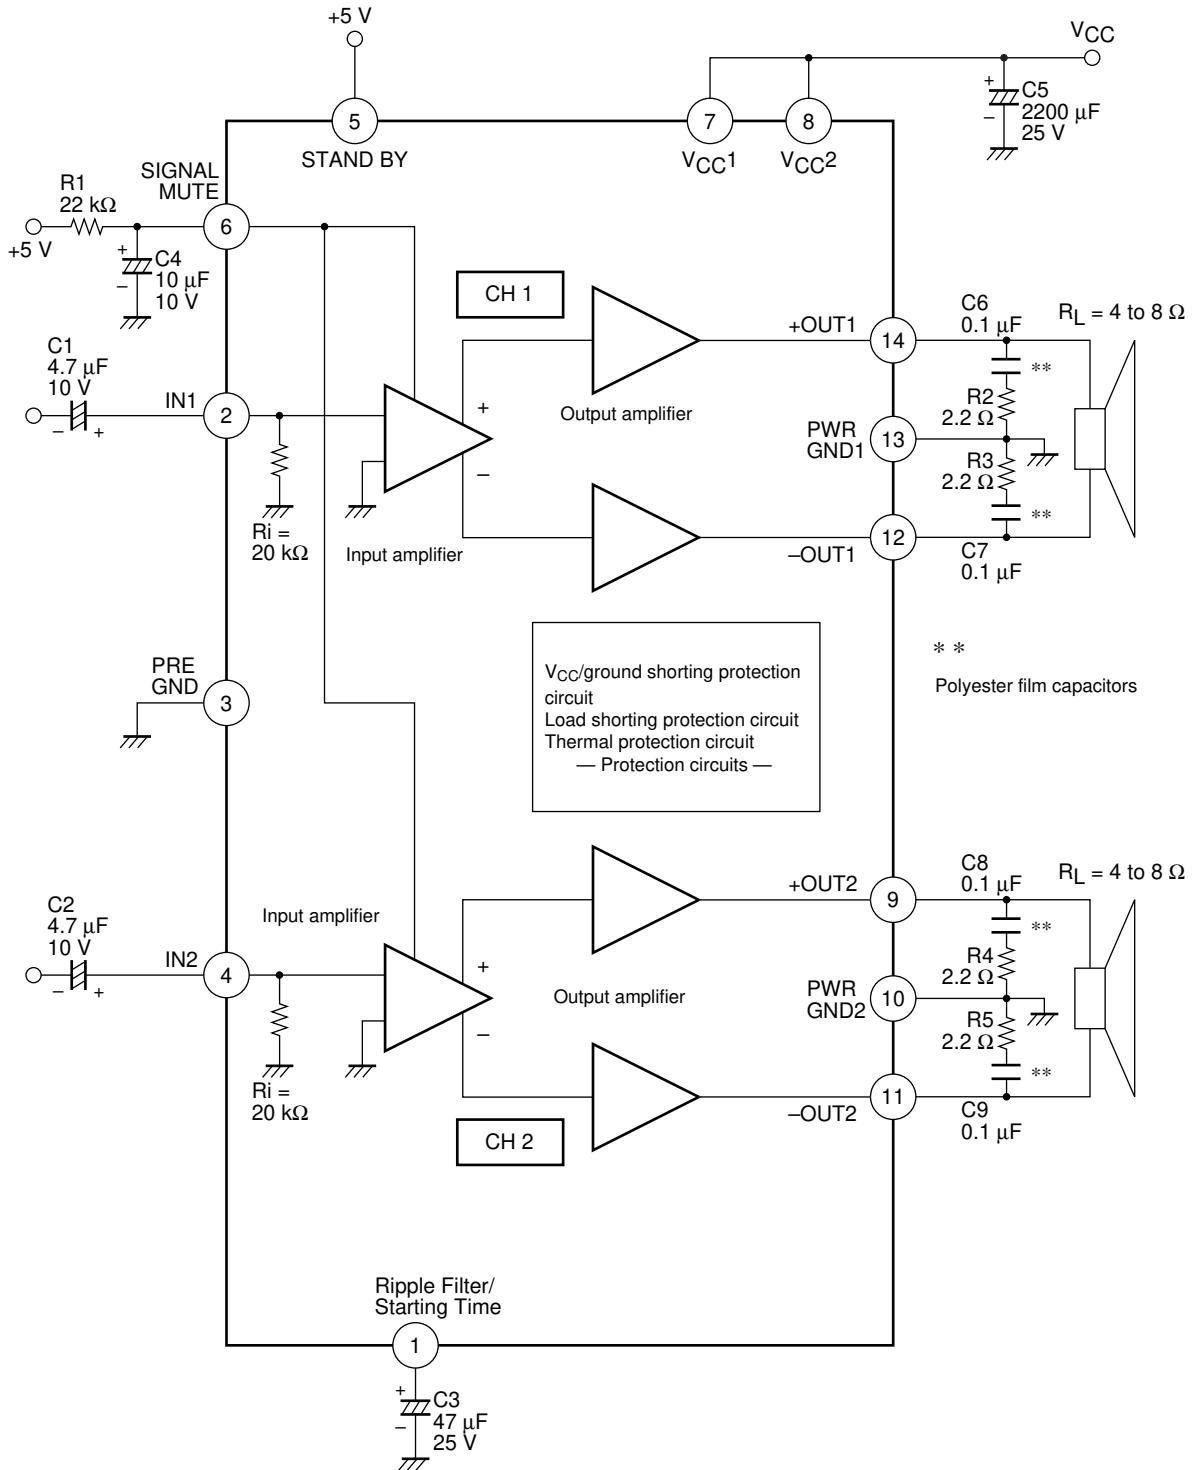 +5 V
VCC
5
7
8
+
C5
2200 µF
25 V
–
STAND BY
VCC1
VCC2
SIGNAL
MUTE
R1
22 kΩ
6
+5 V
+
C4
10 µF
10 V
–
CH 1
C6
0.1 µF
RL = 4 to 8 Ω
+OUT1
14
**
C1
4.7 µF
10 V
IN1
2
– +
+
–
Output amplifier
R2
2.2 Ω
PWR
GND1
13
R3
2.2 Ω
**
Ri =
20 kΩ
Input amplifier
–OUT1
12
C7
0.1 µF
VCC/ground shorting protection
circuit
Load shorting protection circuit
Thermal protection circuit
— Protection circuits —
* *
Polyester film capacitors
PRE
GND
3
C8
0.1 µF
RL = 4 to 8 Ω
+OUT2
9
**
C2
4.7 µF
10 V
Input amplifier
IN2
4
– +
+
–
Output amplifier
R4
2.2 Ω
PWR
GND2
10
R5
2.2 Ω
**
Ri =
20 kΩ
–OUT2
11
C9
0.1 µF
CH 2
Ripple Filter/
Starting Time
1
+
C3
47 µF
25 V
–